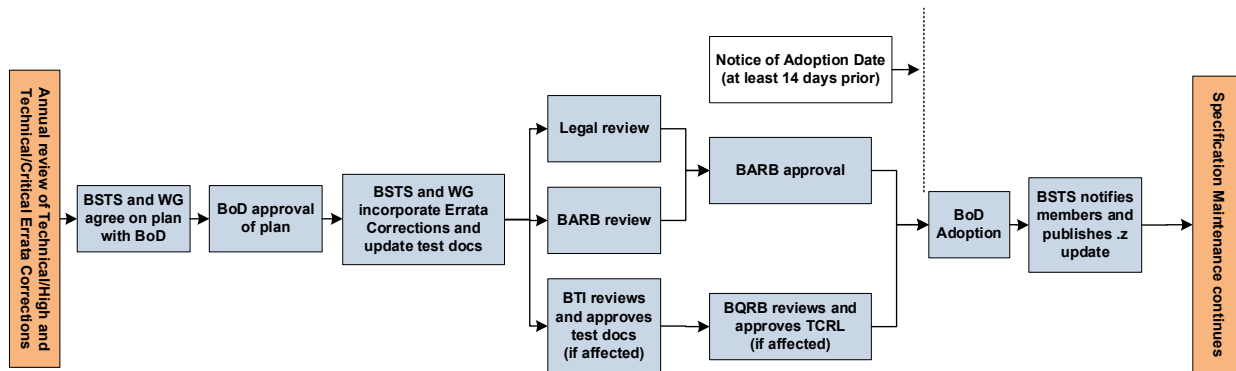 Annual review of Technical/High and
Technical/Critical Errata Corrections
BSTS and WG
agree on plan
with BoD
BoD approval
of plan
BSTS and WG
incorporate Errata
Corrections and
update test docs
Legal review
BARB review
BTI reviews
and approves
test docs
(if affected)
Notice of Adoption Date
(at least 14 days prior)
BARB approval
BQRB reviews and
approves TCRL
(if affected)
BoD
Adoption
BSTS notifies
members and
publishes .z
update
Specification Maintenance continues